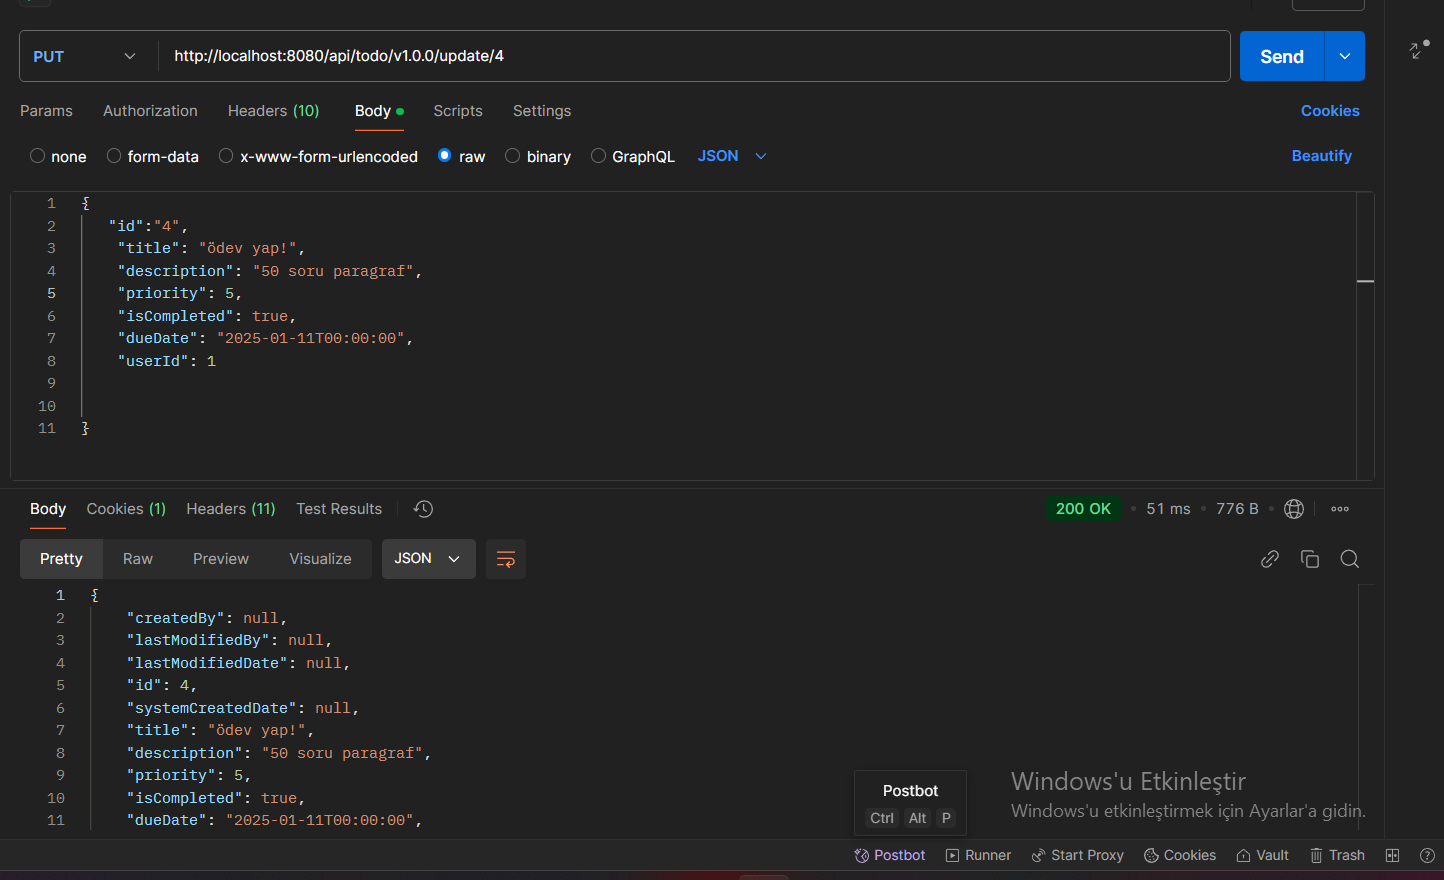 PUT http://localhost:8080/api/todo/v1.0.0/update/4 Send
Params Authorization Headers (10) Body Scripts Settings Cookies
none form-data x-www-form-urlencoded raw binary GraphQL JSON Beautify
1 {
2 "id":"4",
3 "title": "ödev yap!",
4 "description": "50 soru paragraf",
5 "priority": 5,
6 "isCompleted": true,
7 "dueDate": "2025-01-11T00:00:00",
8 "userId": 1
9
10
11 }
Body Cookies (1) Headers (11) Test Results 200 OK • 51 ms • 776 B
Pretty Raw Preview Visualize JSON
1 {
2 "createdBy": null,
3 "lastModifiedBy": null,
4 "lastModifiedDate": null,
5 "id": 4,
6 "systemCreatedDate": null,
7 "title": "ödev yap!",
8 "description": "50 soru paragraf",
9 "priority": 5,
10 "isCompleted": true,
11 "dueDate": "2025-01-11T00:00:00",
Postbot
Ctrl Alt P
Windows'u Etkinleştir
Windows'u etkinleştirmek için Ayarlar'a gidin.
Postbot Runner Start Proxy Cookies Vault Trash